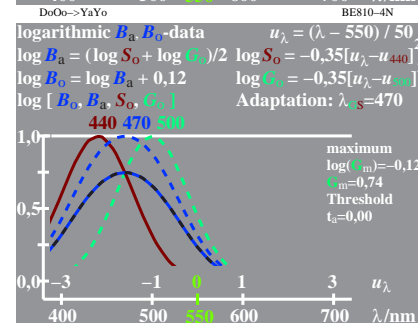 DoOo–>YaYo BE810–4N
logarithmic Ba, Bo-data uλ = (λ – 550) / 50
log Ba = (log So + log Go)/2 log So = –0,35[uλ–u440]²
log Bo = log Ba + 0,12 log Go = –0,35[uλ–u500]²
log [ Bo, Ba, So, Go ] Adaptation: λGS=470
440 470 500
1,0
maximum
log(Gm)=–0,12
Gm=0,74
Threshold
ta=0,00
0,5
0,0 –3 –1 0 1 3 uλ
400 500 550 600 700 λ/nm